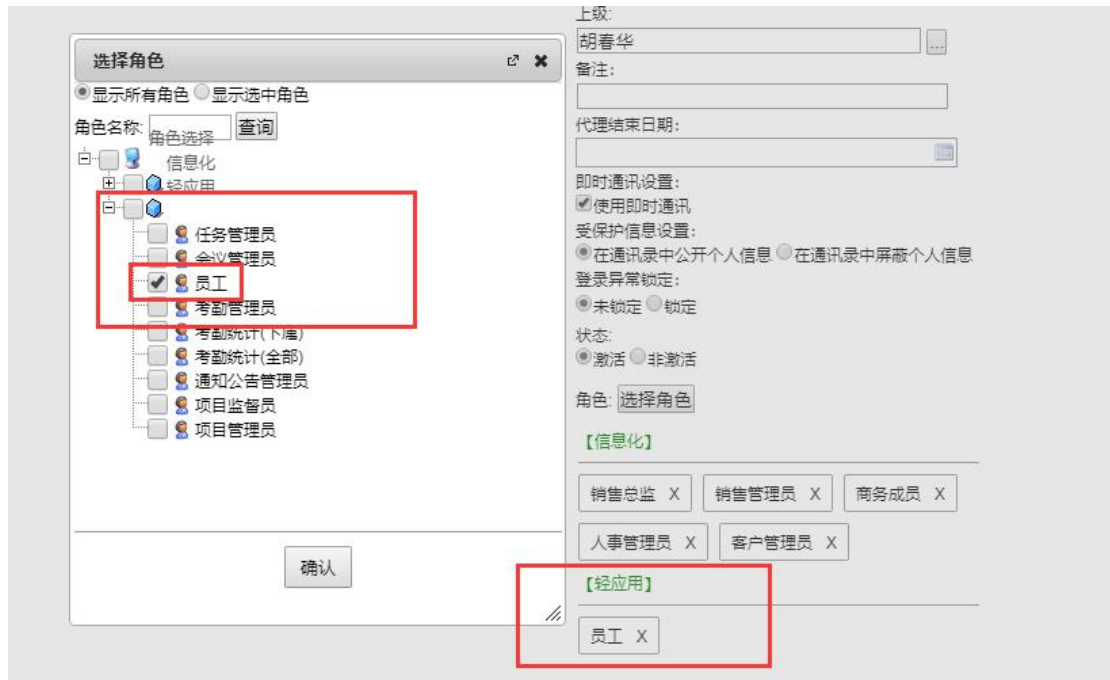 选择角色
显示所有角色 显示选中角色
角色名称: 查询
角色选择
信息化
轻应用
任务管理员
会议管理员
员工
考勤管理员
考勤统计(下属)
考勤统计(全部)
通知公告管理员
项目监督员
项目管理员
确认
上级:
胡春华 ...
备注:
代理结束日期:
即时通讯设置:
使用即时通讯
受保护信息设置:
在通讯录中公开个人信息 在通讯录中屏蔽个人信息
登录异常锁定:
未锁定 锁定
状态:
激活 非激活
角色: 选择角色
【信息化】
销售总监 X 销售管理员 X 商务成员 X
人事管理员 X 客户管理员 X
【轻应用】
员工 X